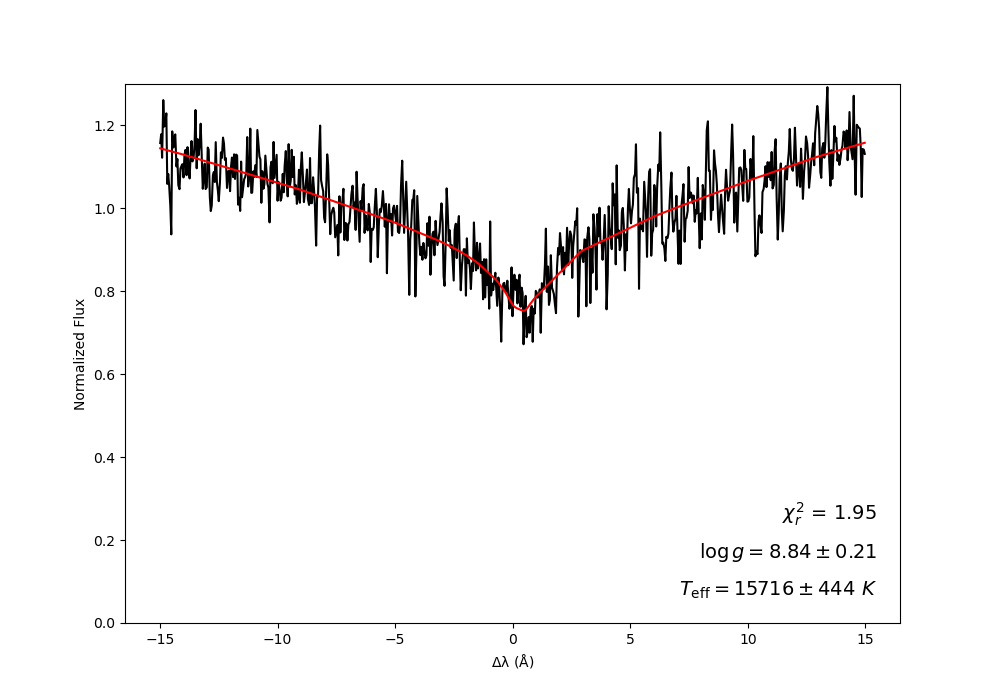 1.2
1.0
0.8
0.6
0.4
0.2
0.0
Normalized Flux
χ²ᵣ = 1.95
log g = 8.84 ± 0.21
T_eff = 15716 ± 444 K
−15 −10 −5 0 5 10 15
Δλ (Å)